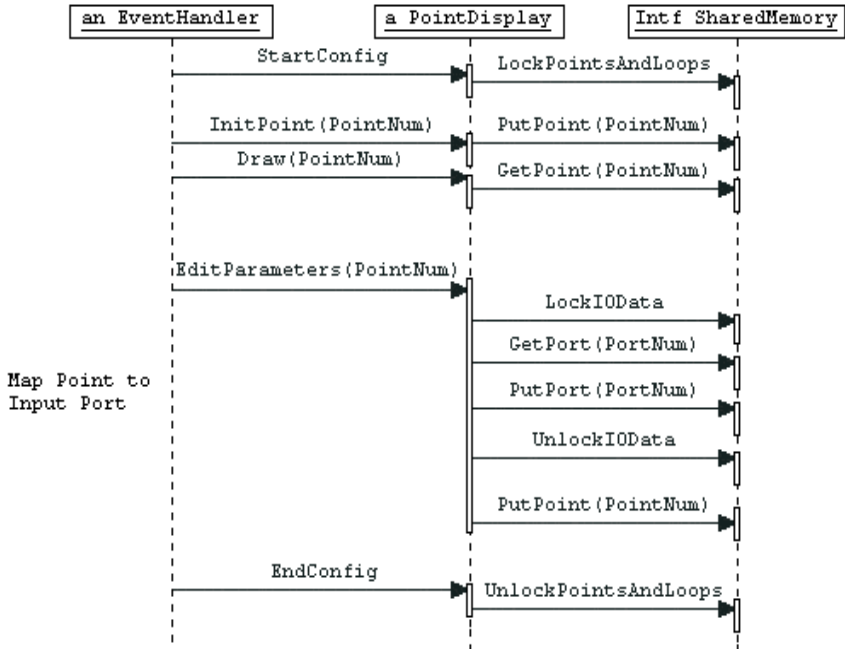 an EventHandler
a PointDisplay
Intf SharedMemory
StartConfig
LockPointsAndLoops
InitPoint(PointNum)
PutPoint(PointNum)
Draw(PointNum)
GetPoint(PointNum)
EditParameters(PointNum)
LockIOData
GetPort(PortNum)
Map Point to
Input Port
PutPort(PortNum)
UnlockIOData
PutPoint(PointNum)
EndConfig
UnlockPointsAndLoops